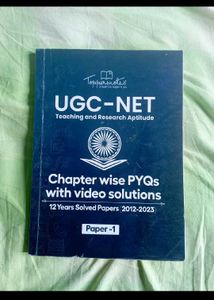 Toppersnotes
UGC-NET
Teaching and Research Aptitude
Chapter wise PYQs
with video solutions
12 Years Solved Papers 2012-2023
Paper -1